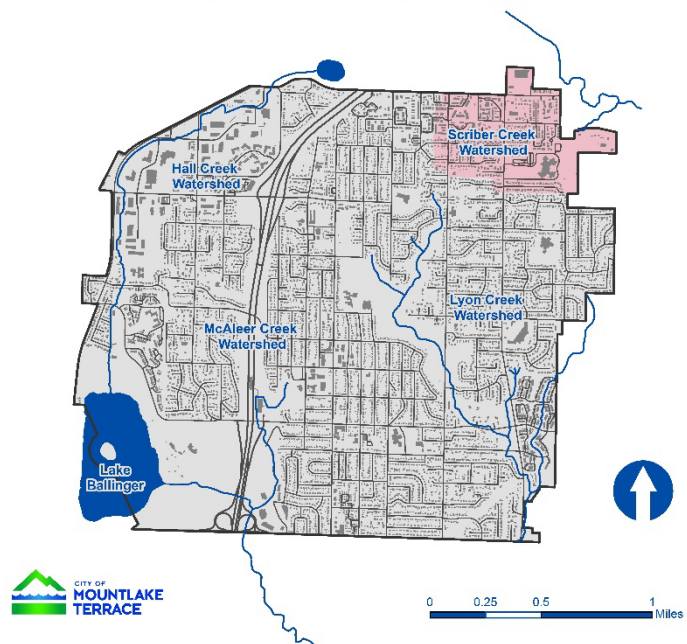 Scriber Creek
Watershed
Hall Creek
Watershed
Lyon Creek
Watershed
McAleer Creek
Watershed
Lake
Ballinger
CITY OF
MOUNTLAKE
TERRACE
0 0.25 0.5 1
Miles